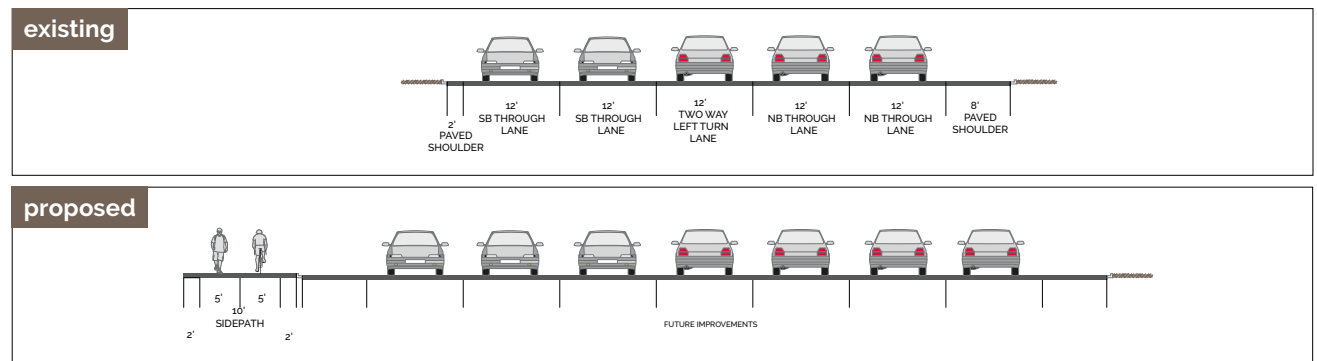 existing
2'
PAVED
SHOULDER
12'
SB THROUGH
LANE
12'
SB THROUGH
LANE
12'
TWO WAY
LEFT TURN
LANE
12'
NB THROUGH
LANE
12'
NB THROUGH
LANE
8'
PAVED
SHOULDER
proposed
2'
5'
5'
10'
SIDEPATH
2'
FUTURE IMPROVEMENTS